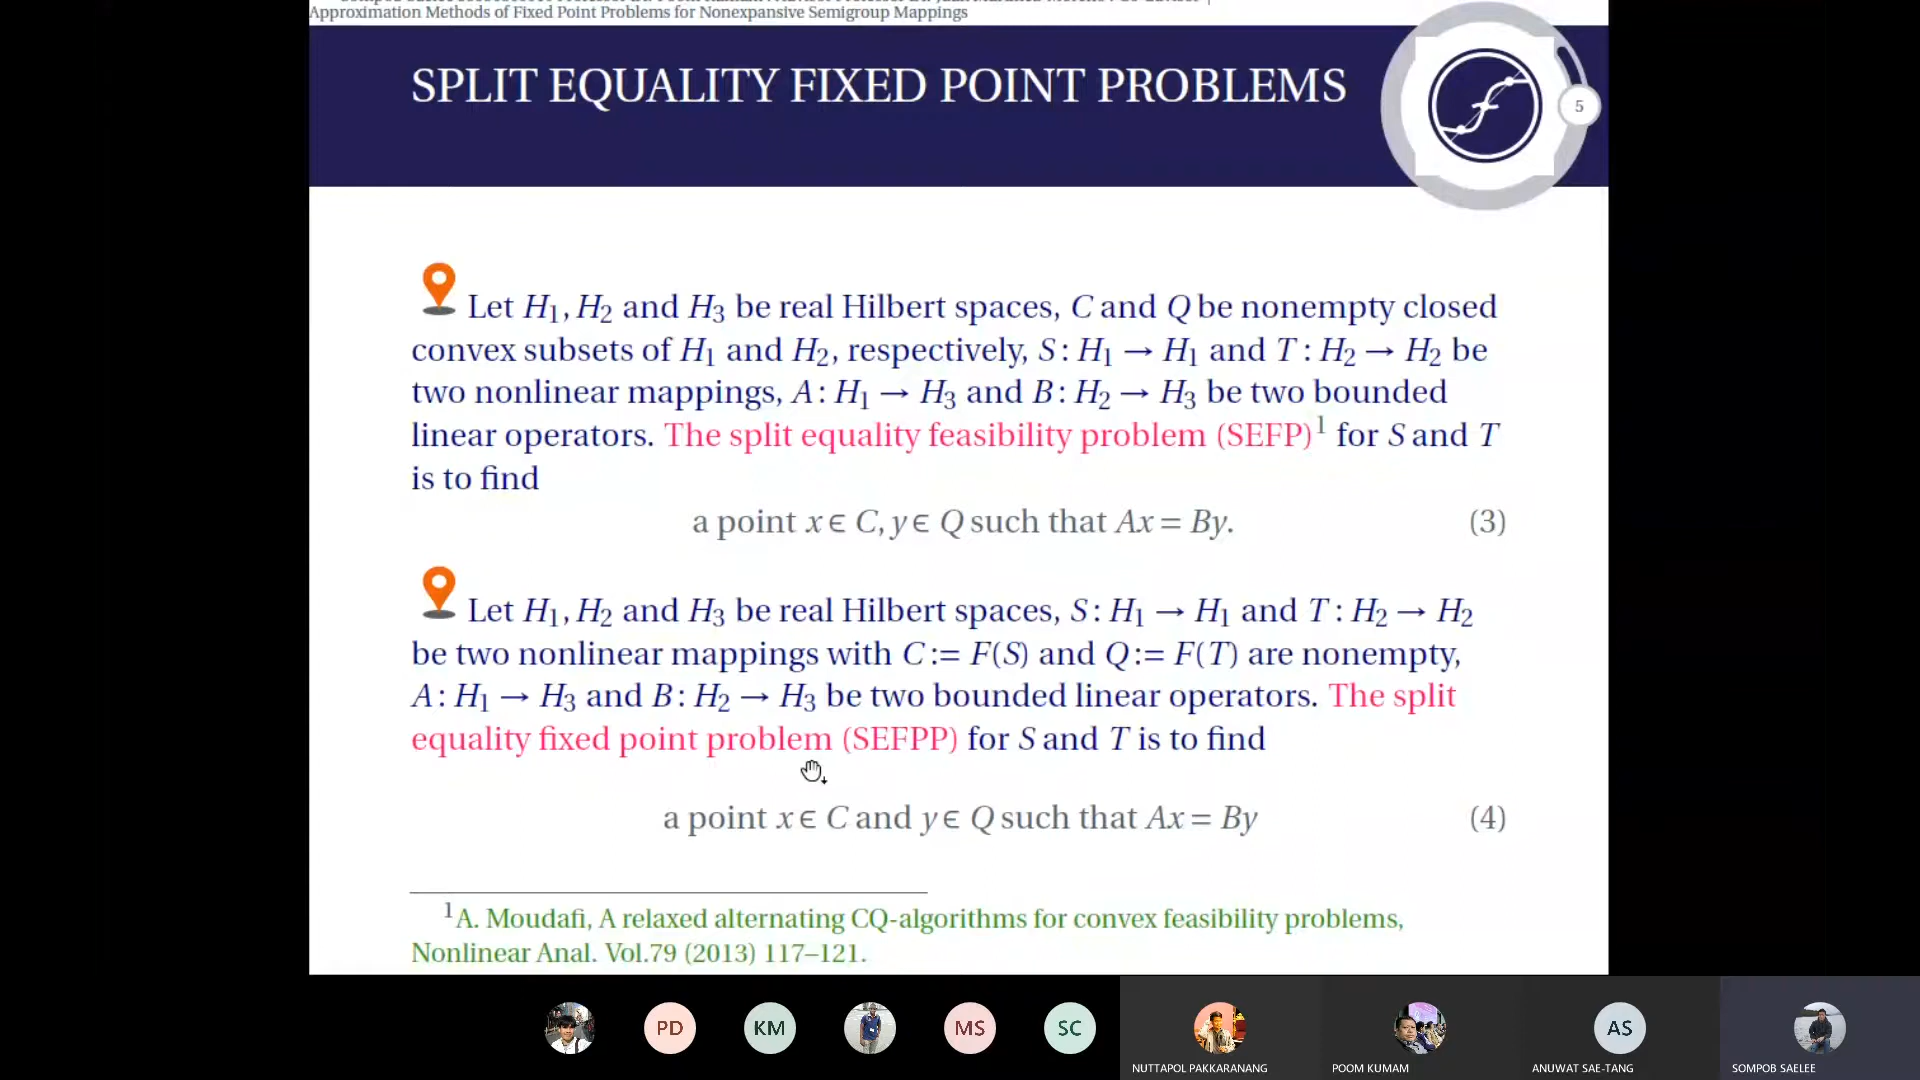 Approximation Methods of Fixed Point Problems for Nonexpansive Semigroup Mappings
SPLIT EQUALITY FIXED POINT PROBLEMS
5
Let H₁, H₂ and H₃ be real Hilbert spaces, C and Q be nonempty closed
convex subsets of H₁ and H₂, respectively, S : H₁ → H₁ and T : H₂ → H₂ be
two nonlinear mappings, A : H₁ → H₃ and B : H₂ → H₃ be two bounded
linear operators. The split equality feasibility problem (SEFP)¹ for S and T
is to find
a point x ∈ C, y ∈ Q such that Ax = By. (3)
Let H₁, H₂ and H₃ be real Hilbert spaces, S : H₁ → H₁ and T : H₂ → H₂
be two nonlinear mappings with C := F(S) and Q := F(T) are nonempty,
A : H₁ → H₃ and B : H₂ → H₃ be two bounded linear operators. The split
equality fixed point problem (SEFPP) for S and T is to find
a point x ∈ C and y ∈ Q such that Ax = By (4)
¹A. Moudafi, A relaxed alternating CQ-algorithms for convex feasibility problems,
Nonlinear Anal. Vol.79 (2013) 117–121.
PD KM MS SC AS
NUTTAPOL PAKKARANANG POOM KUMAM ANUWAT SAE-TANG SOMPOB SAELEE